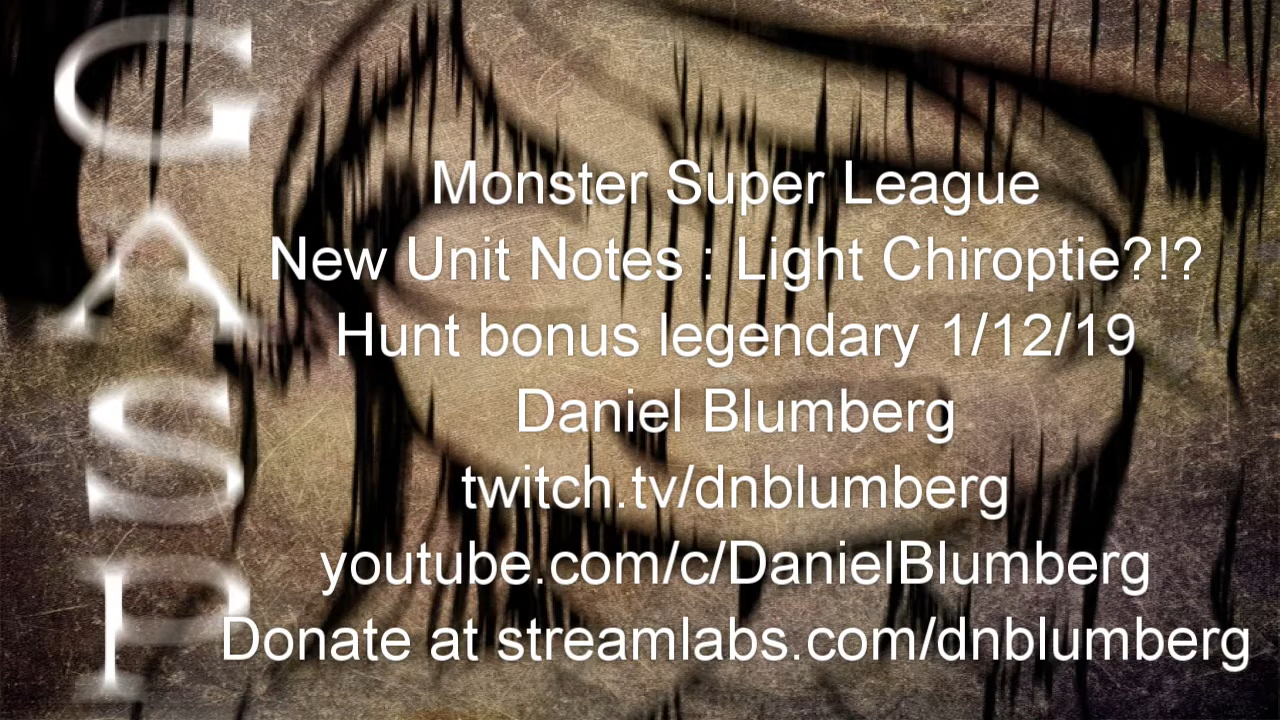 GASP
Monster Super League
New Unit Notes : Light Chiroptie?!?
Hunt bonus legendary 1/12/19
Daniel Blumberg
twitch.tv/dnblumberg
youtube.com/c/DanielBlumberg
Donate at streamlabs.com/dnblumberg